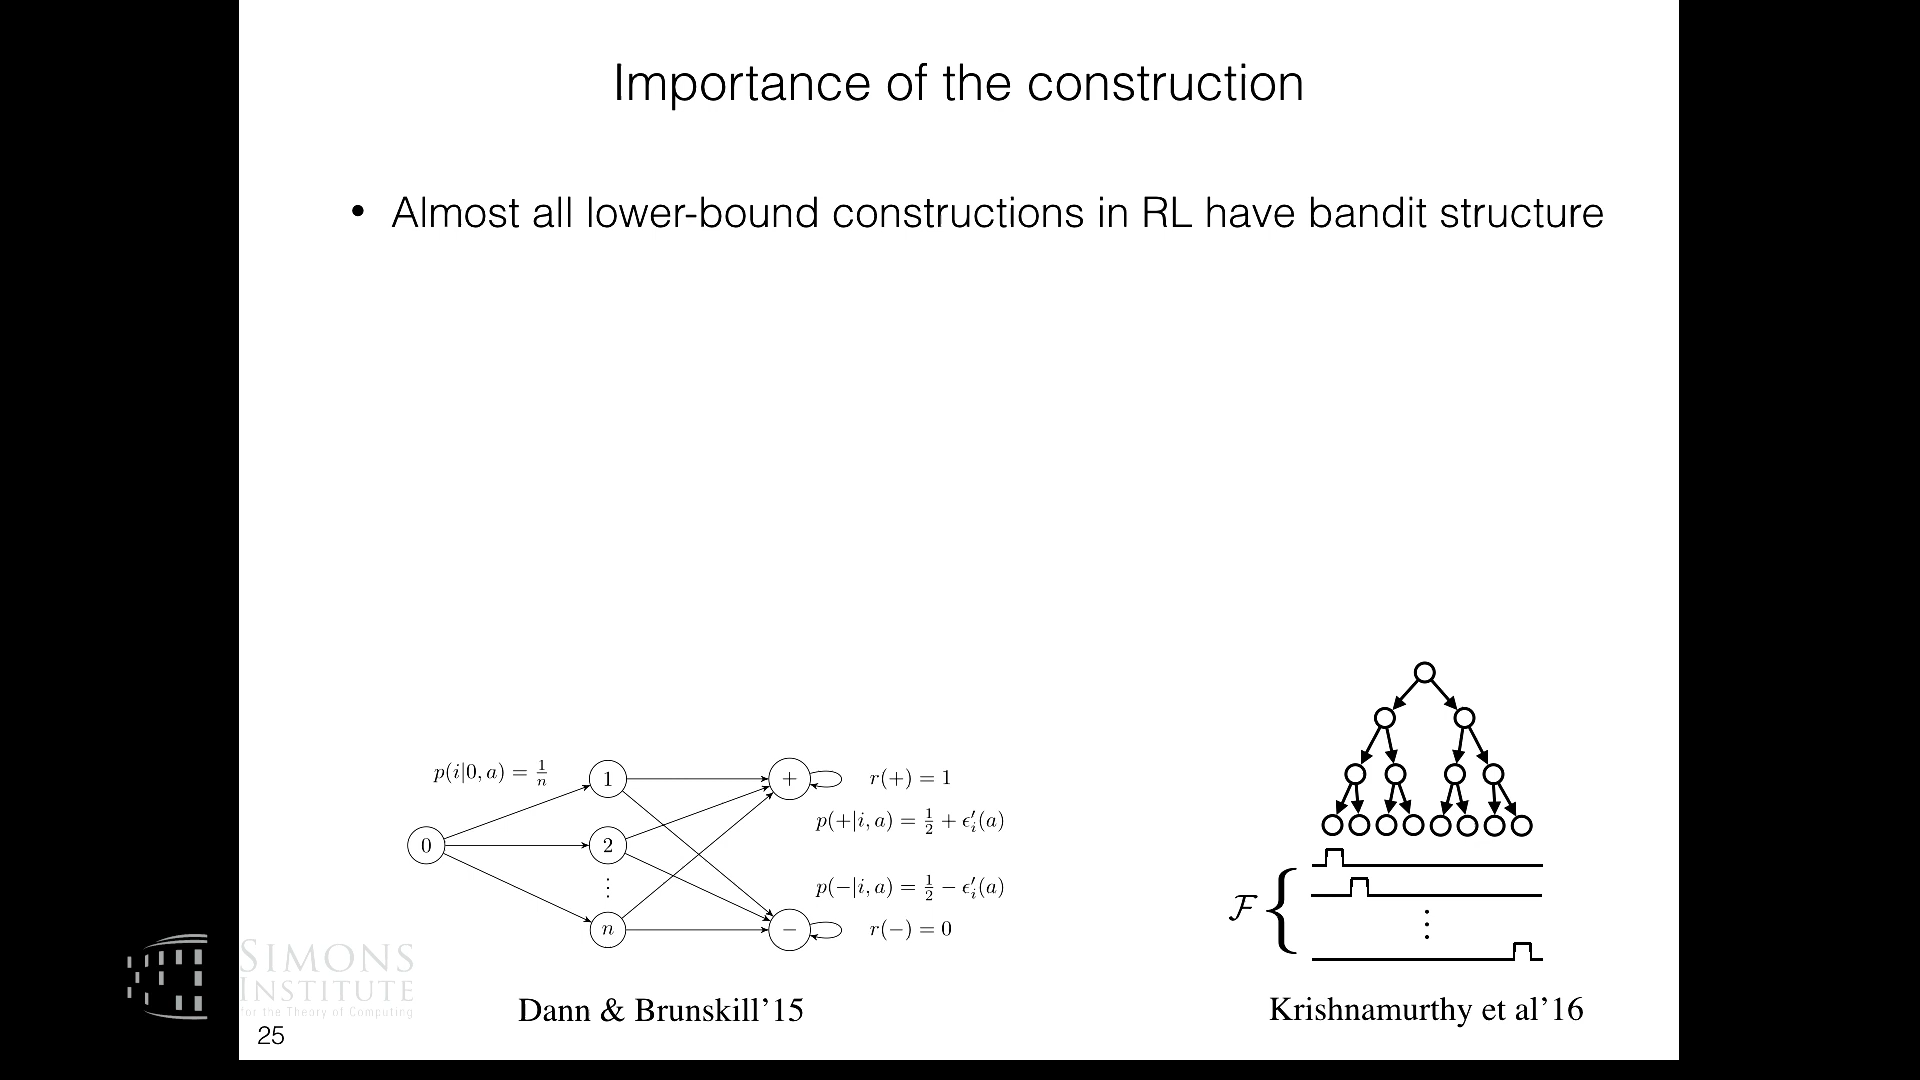 Importance of the construction
• Almost all lower-bound constructions in RL have bandit structure
p(i|0, a) = 1/n
0
1
2
⋮
n
+
−
r(+) = 1
p(+|i, a) = 1/2 + ϵ′ᵢ(a)
p(−|i, a) = 1/2 − ϵ′ᵢ(a)
r(−) = 0
Dann & Brunskill’15
ℱ {
⋮
Krishnamurthy et al’16
SIMONS
INSTITUTE
for the Theory of Computing
25